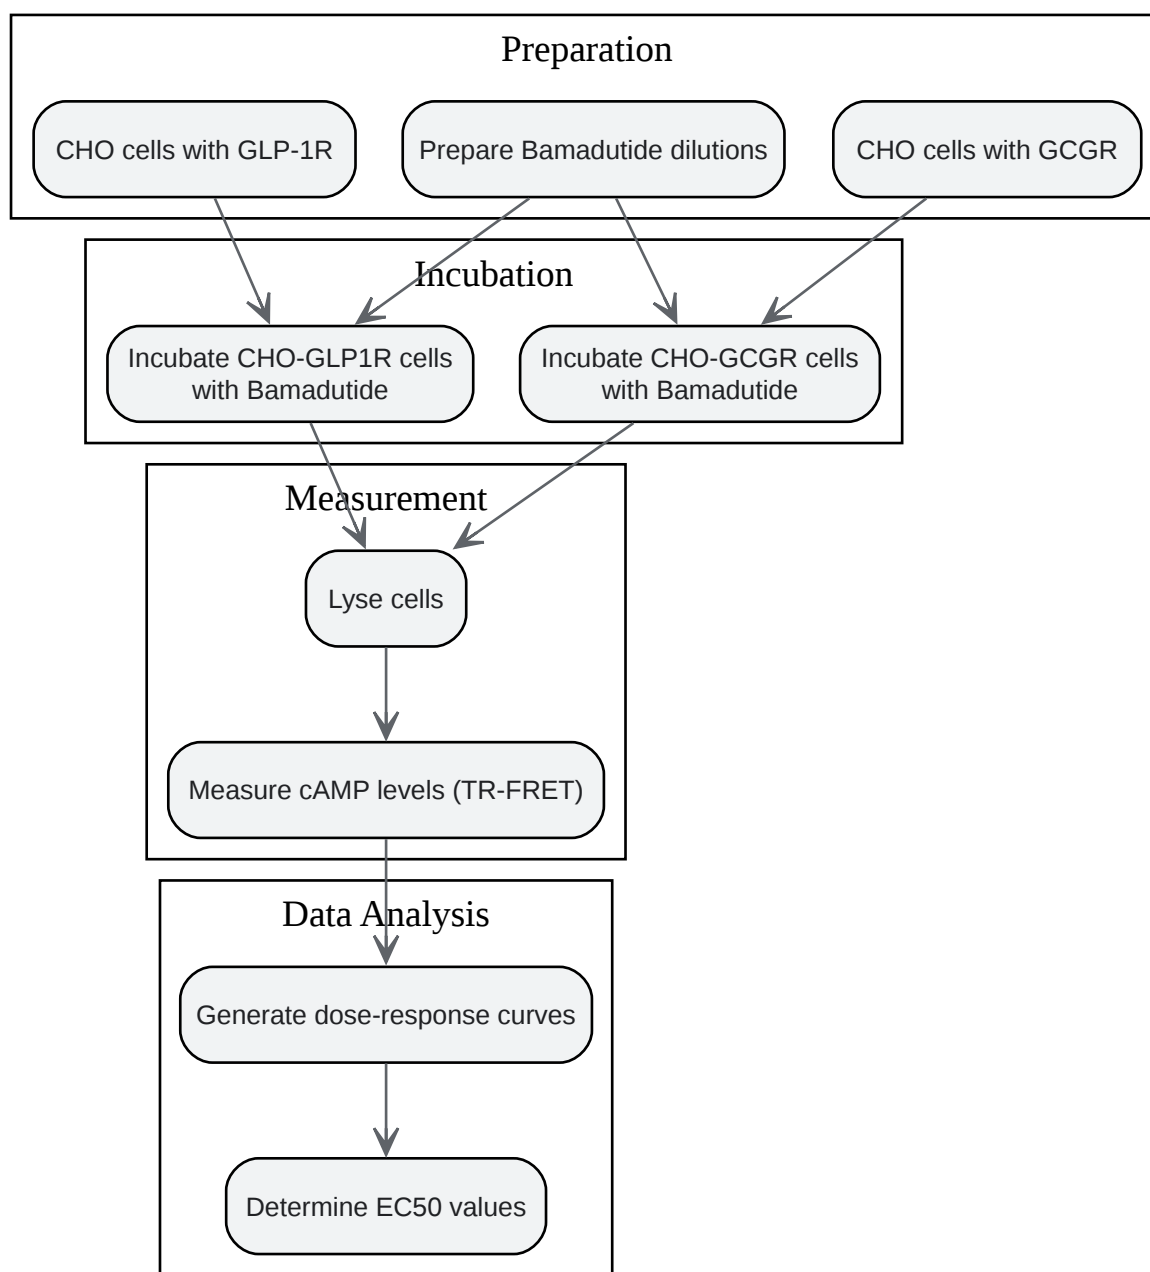 Preparation
CHO cells with GLP-1R
Prepare Bamadutide dilutions
CHO cells with GCGR
Incubation
Incubate CHO-GLP1R cells
with Bamadutide
Incubate CHO-GCGR cells
with Bamadutide
Measurement
Lyse cells
Measure cAMP levels (TR-FRET)
Data Analysis
Generate dose-response curves
Determine EC50 values